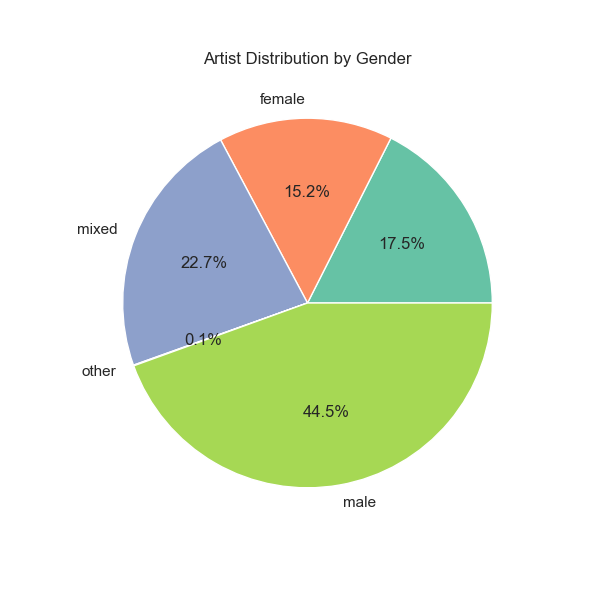 Artist Distribution by Gender
female
15.2%
17.5%
mixed
22.7%
0.1%
other
44.5%
male